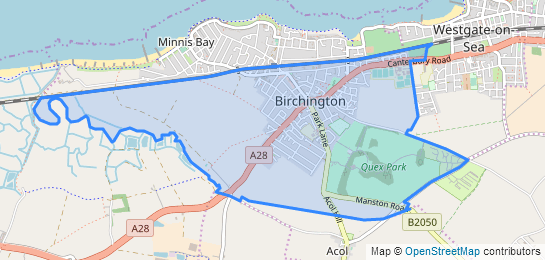 Westgate-on-
Sea
Minnis Bay
Canterbury Road
Birchington
Park Lane
A28
Quex Park
Manston Road
Acol Hill
A28
B2050
Acol
Map © OpenStreetMap contributors